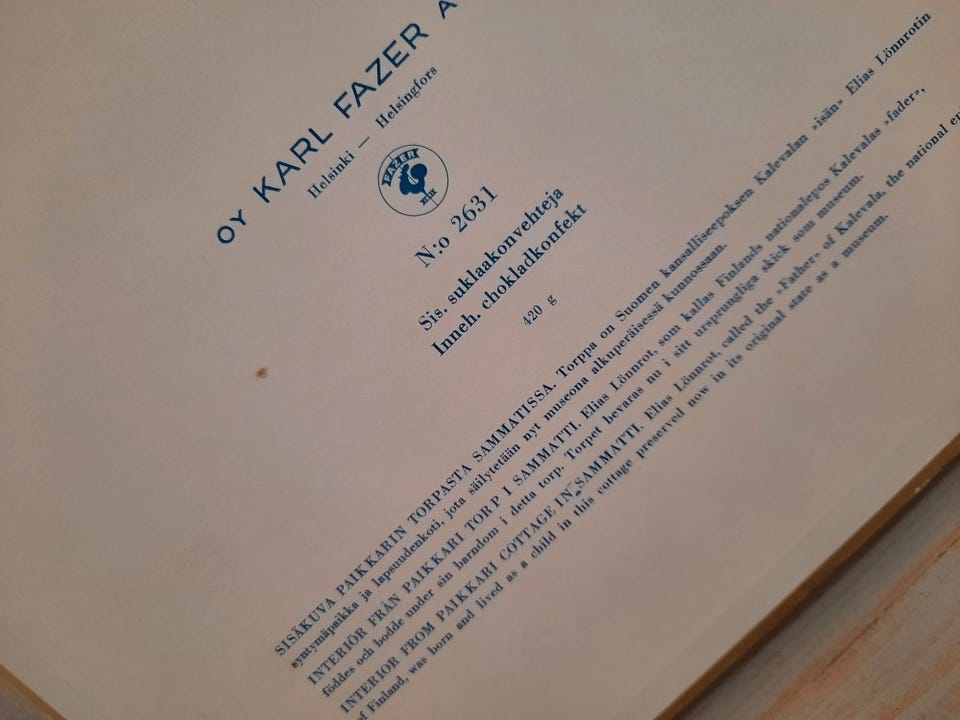 OY KARL FAZER A
Helsinki — Helsingfors
FAZER
N:o 2631
Sis. suklaakonvehteja
Inneh. chokladkonfekt
420 g
SISÄKUVA PAIKKARIN TORPASTA SAMMATISSA. Torppa on Suomen kansalliseepoksen Kalevalan »isän» Elias Lönnrotin
syntymäpaikka ja lapsuudenkoti, jota säilytetään nyt museona alkuperäisessä kunnossaan.
INTERIÖR FRÅN PAIKKARI TORP I SAMMATTI. Elias Lönnrot, som kallas Finlands nationalepos Kalevalas »fader»,
föddes och bodde under sin barndom i detta torp. Torpet bevaras nu i sitt ursprungliga skick som museum.
INTERIOR FROM PAIKKARI COTTAGE IN SAMMATTI. Elias Lönnrot, called the »Father» of Kalevala, the national ep
of Finland, was born and lived as a child in this cottage preserved now in its original state as a museum.